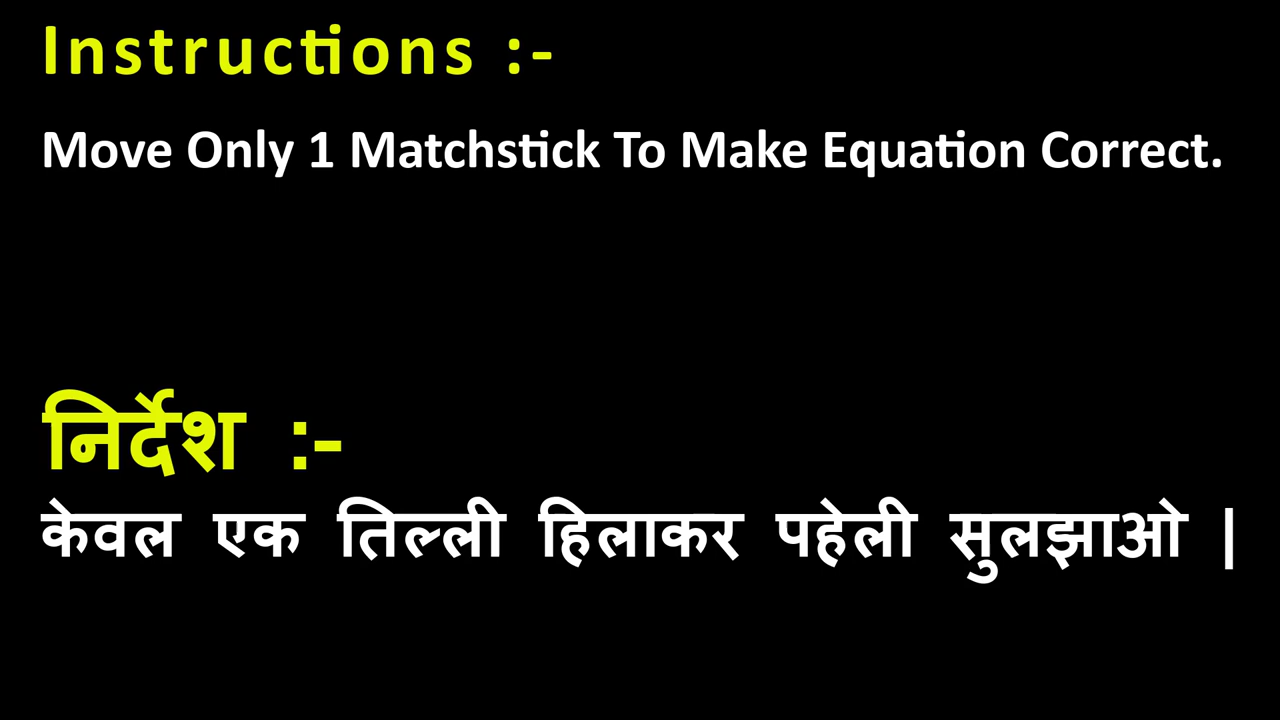 Instructions :-
Move Only 1 Matchstick To Make Equation Correct.
निर्देश :-
केवल एक तिल्ली हिलाकर पहेली सुलझाओ |